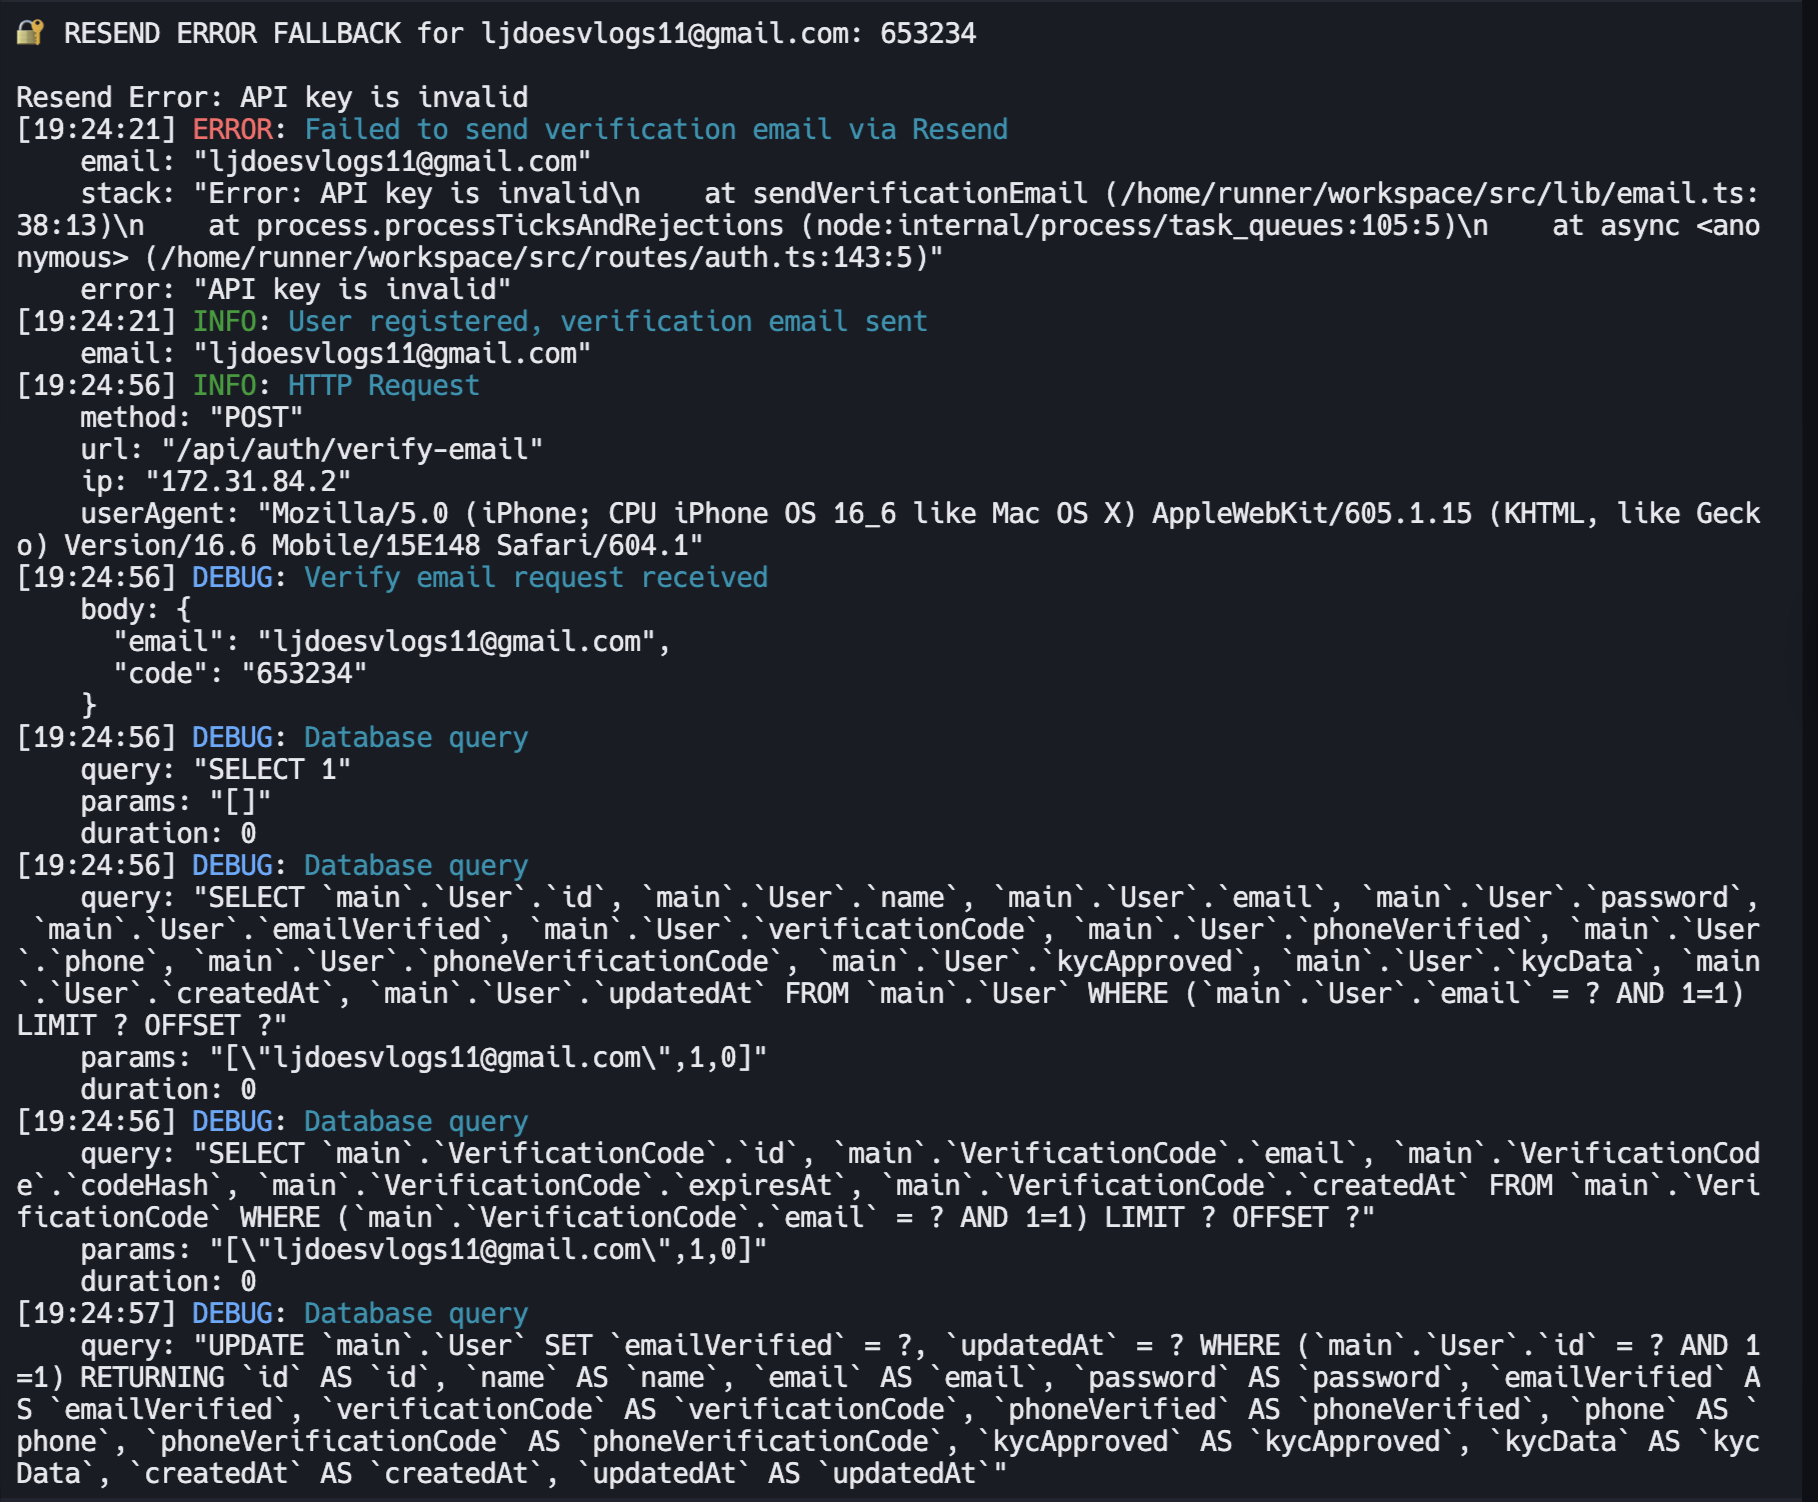 🔐 RESEND ERROR FALLBACK for ljdoesvlogs11@gmail.com: 653234

Resend Error: API key is invalid
[19:24:21] ERROR: Failed to send verification email via Resend
    email: "ljdoesvlogs11@gmail.com"
    stack: "Error: API key is invalid\n    at sendVerificationEmail (/home/runner/workspace/src/lib/email.ts:
38:13)\n    at process.processTicksAndRejections (node:internal/process/task_queues:105:5)\n    at async <ano
nymous> (/home/runner/workspace/src/routes/auth.ts:143:5)"
    error: "API key is invalid"
[19:24:21] INFO: User registered, verification email sent
    email: "ljdoesvlogs11@gmail.com"
[19:24:56] INFO: HTTP Request
    method: "POST"
    url: "/api/auth/verify-email"
    ip: "172.31.84.2"
    userAgent: "Mozilla/5.0 (iPhone; CPU iPhone OS 16_6 like Mac OS X) AppleWebKit/605.1.15 (KHTML, like Geck
o) Version/16.6 Mobile/15E148 Safari/604.1"
[19:24:56] DEBUG: Verify email request received
    body: {
      "email": "ljdoesvlogs11@gmail.com",
      "code": "653234"
    }
[19:24:56] DEBUG: Database query
    query: "SELECT 1"
    params: "[]"
    duration: 0
[19:24:56] DEBUG: Database query
    query: "SELECT `main`.`User`.`id`, `main`.`User`.`name`, `main`.`User`.`email`, `main`.`User`.`password`,
 `main`.`User`.`emailVerified`, `main`.`User`.`verificationCode`, `main`.`User`.`phoneVerified`, `main`.`User
`.`phone`, `main`.`User`.`phoneVerificationCode`, `main`.`User`.`kycApproved`, `main`.`User`.`kycData`, `main
`.`User`.`createdAt`, `main`.`User`.`updatedAt` FROM `main`.`User` WHERE (`main`.`User`.`email` = ? AND 1=1)
LIMIT ? OFFSET ?"
    params: "[\"ljdoesvlogs11@gmail.com\",1,0]"
    duration: 0
[19:24:56] DEBUG: Database query
    query: "SELECT `main`.`VerificationCode`.`id`, `main`.`VerificationCode`.`email`, `main`.`VerificationCod
e`.`codeHash`, `main`.`VerificationCode`.`expiresAt`, `main`.`VerificationCode`.`createdAt` FROM `main`.`Veri
ficationCode` WHERE (`main`.`VerificationCode`.`email` = ? AND 1=1) LIMIT ? OFFSET ?"
    params: "[\"ljdoesvlogs11@gmail.com\",1,0]"
    duration: 0
[19:24:57] DEBUG: Database query
    query: "UPDATE `main`.`User` SET `emailVerified` = ?, `updatedAt` = ? WHERE (`main`.`User`.`id` = ? AND 1
=1) RETURNING `id` AS `id`, `name` AS `name`, `email` AS `email`, `password` AS `password`, `emailVerified` A
S `emailVerified`, `verificationCode` AS `verificationCode`, `phoneVerified` AS `phoneVerified`, `phone` AS `
phone`, `phoneVerificationCode` AS `phoneVerificationCode`, `kycApproved` AS `kycApproved`, `kycData` AS `kyc
Data`, `createdAt` AS `createdAt`, `updatedAt` AS `updatedAt`"